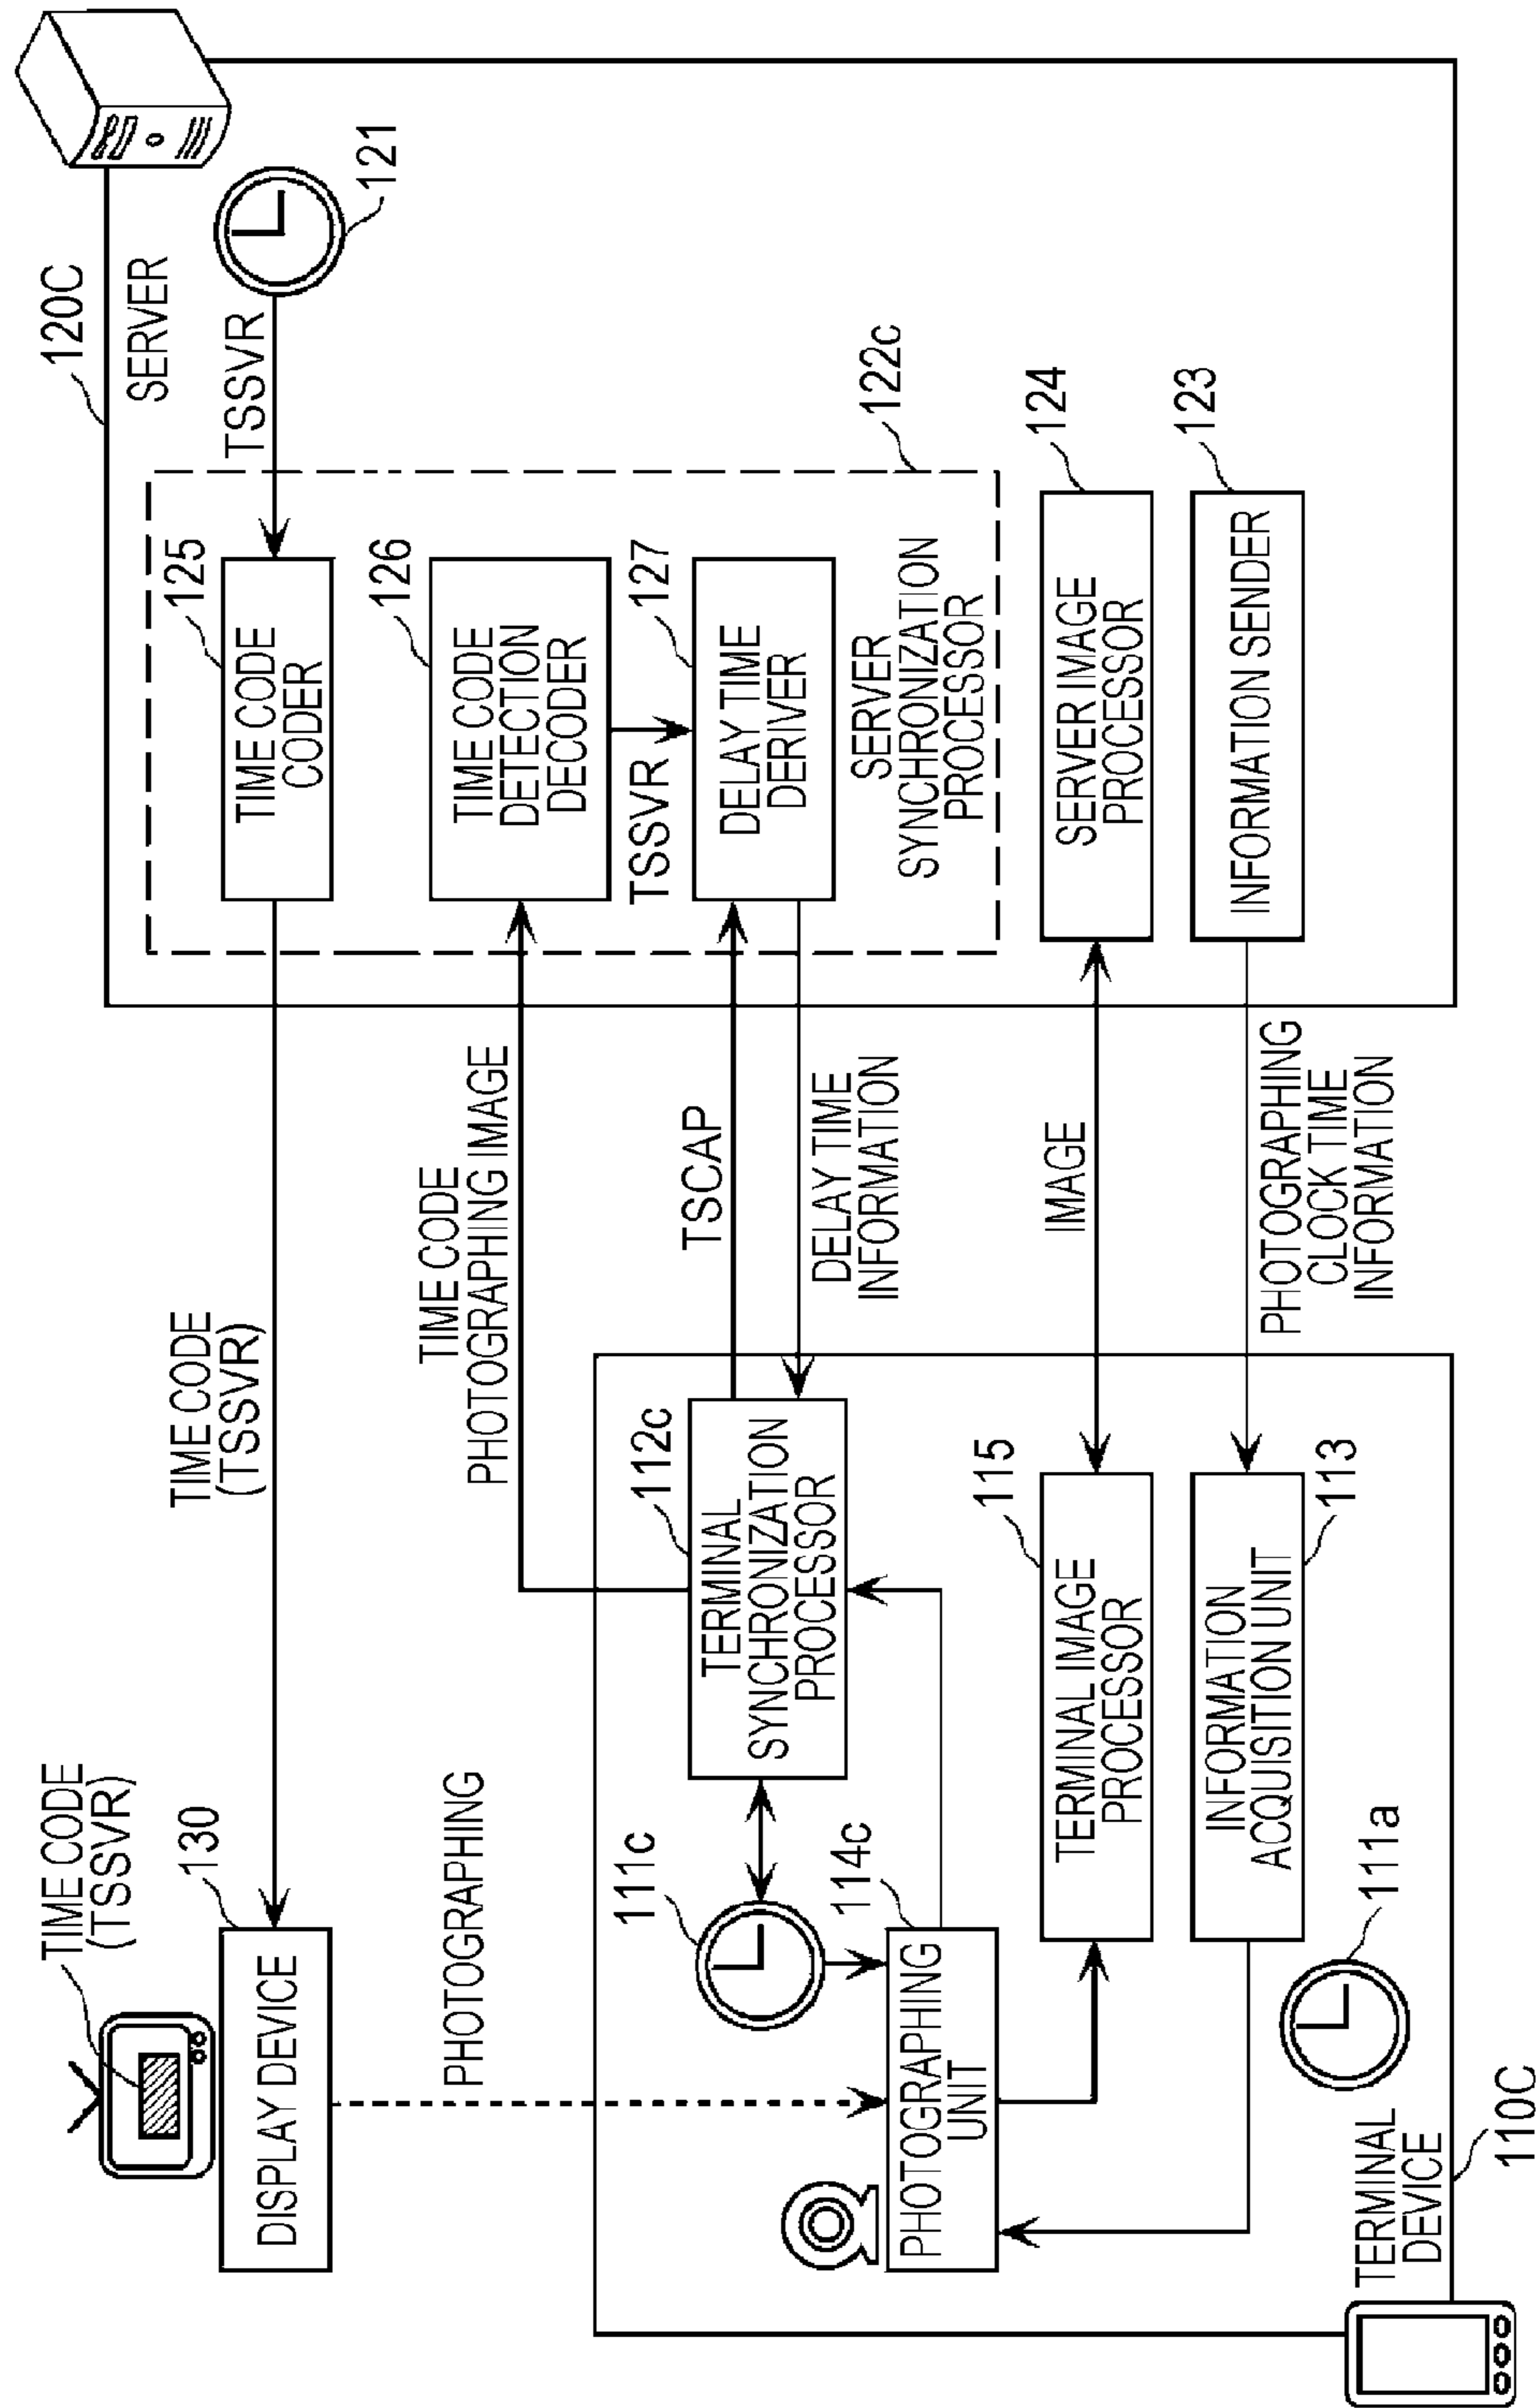 TIME CODE
(TSSVR)
130
DISPLAY DEVICE
TIME CODE
(TSSVR)
120C
SERVER
121
TSSVR
125
TIME CODE
CODER
126
TIME CODE
DETECTION
DECODER
TSSVR
127
DELAY TIME
DERIVER
SERVER
SYNCHRONIZATION
PROCESSOR
122c
124
SERVER IMAGE
PROCESSOR
123
INFORMATION SENDER
PHOTOGRAPHING
TIME CODE
PHOTOGRAPHING IMAGE
TSCAP
DELAY TIME
INFORMATION
IMAGE
PHOTOGRAPHING
CLOCK TIME
INFORMATION
111c
112c
TERMINAL
SYNCHRONIZATION
PROCESSOR
114c
PHOTOGRAPHING
UNIT
115
TERMINAL IMAGE
PROCESSOR
113
INFORMATION
ACQUISITION UNIT
111a
TERMINAL
DEVICE
110C